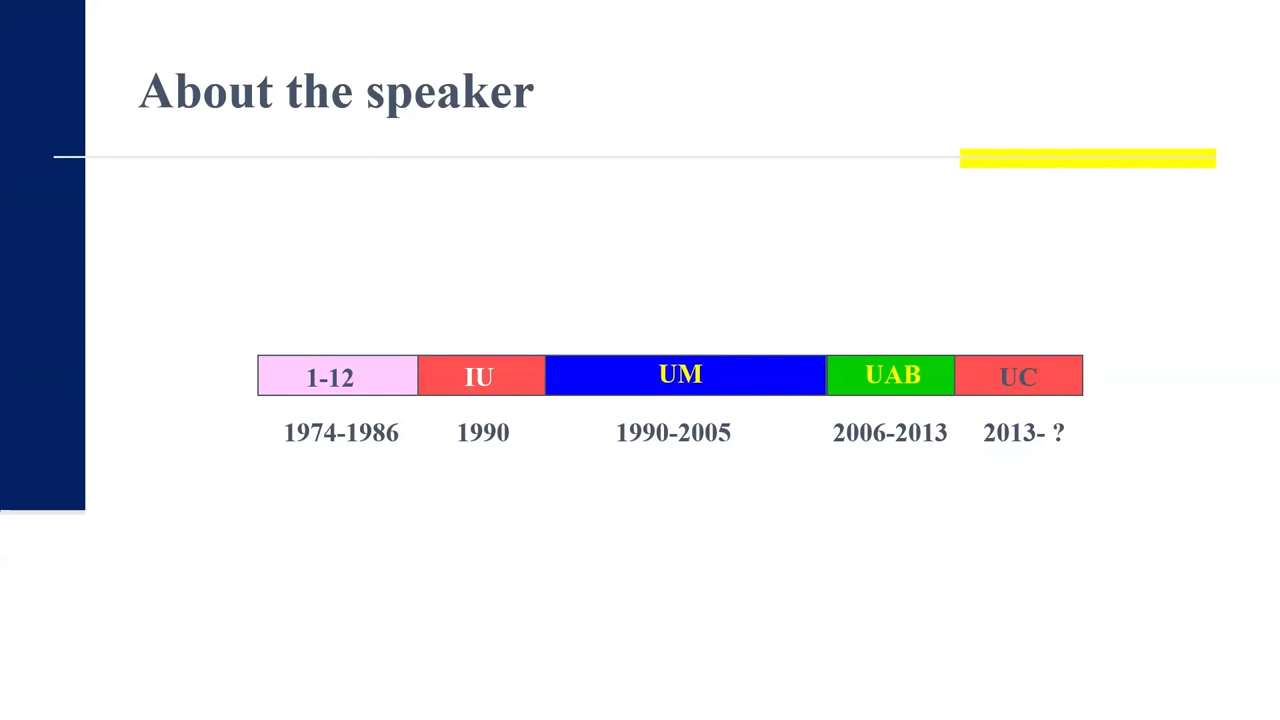 About the speaker
1-12 IU UM UAB UC
1974-1986 1990 1990-2005 2006-2013 2013- ?